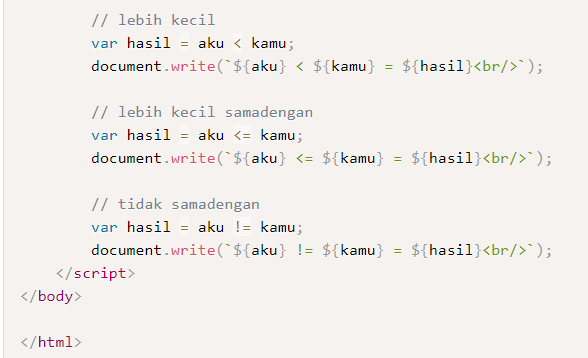 // lebih kecil
var hasil = aku < kamu;
document.write(`${aku} < ${kamu} = ${hasil}<br/>`);
// lebih kecil samadengan
var hasil = aku <= kamu;
document.write(`${aku} <= ${kamu} = ${hasil}<br/>`);
// tidak samadengan
var hasil = aku != kamu;
document.write(`${aku} != ${kamu} = ${hasil}<br/>`);
</script>
</body>
</html>